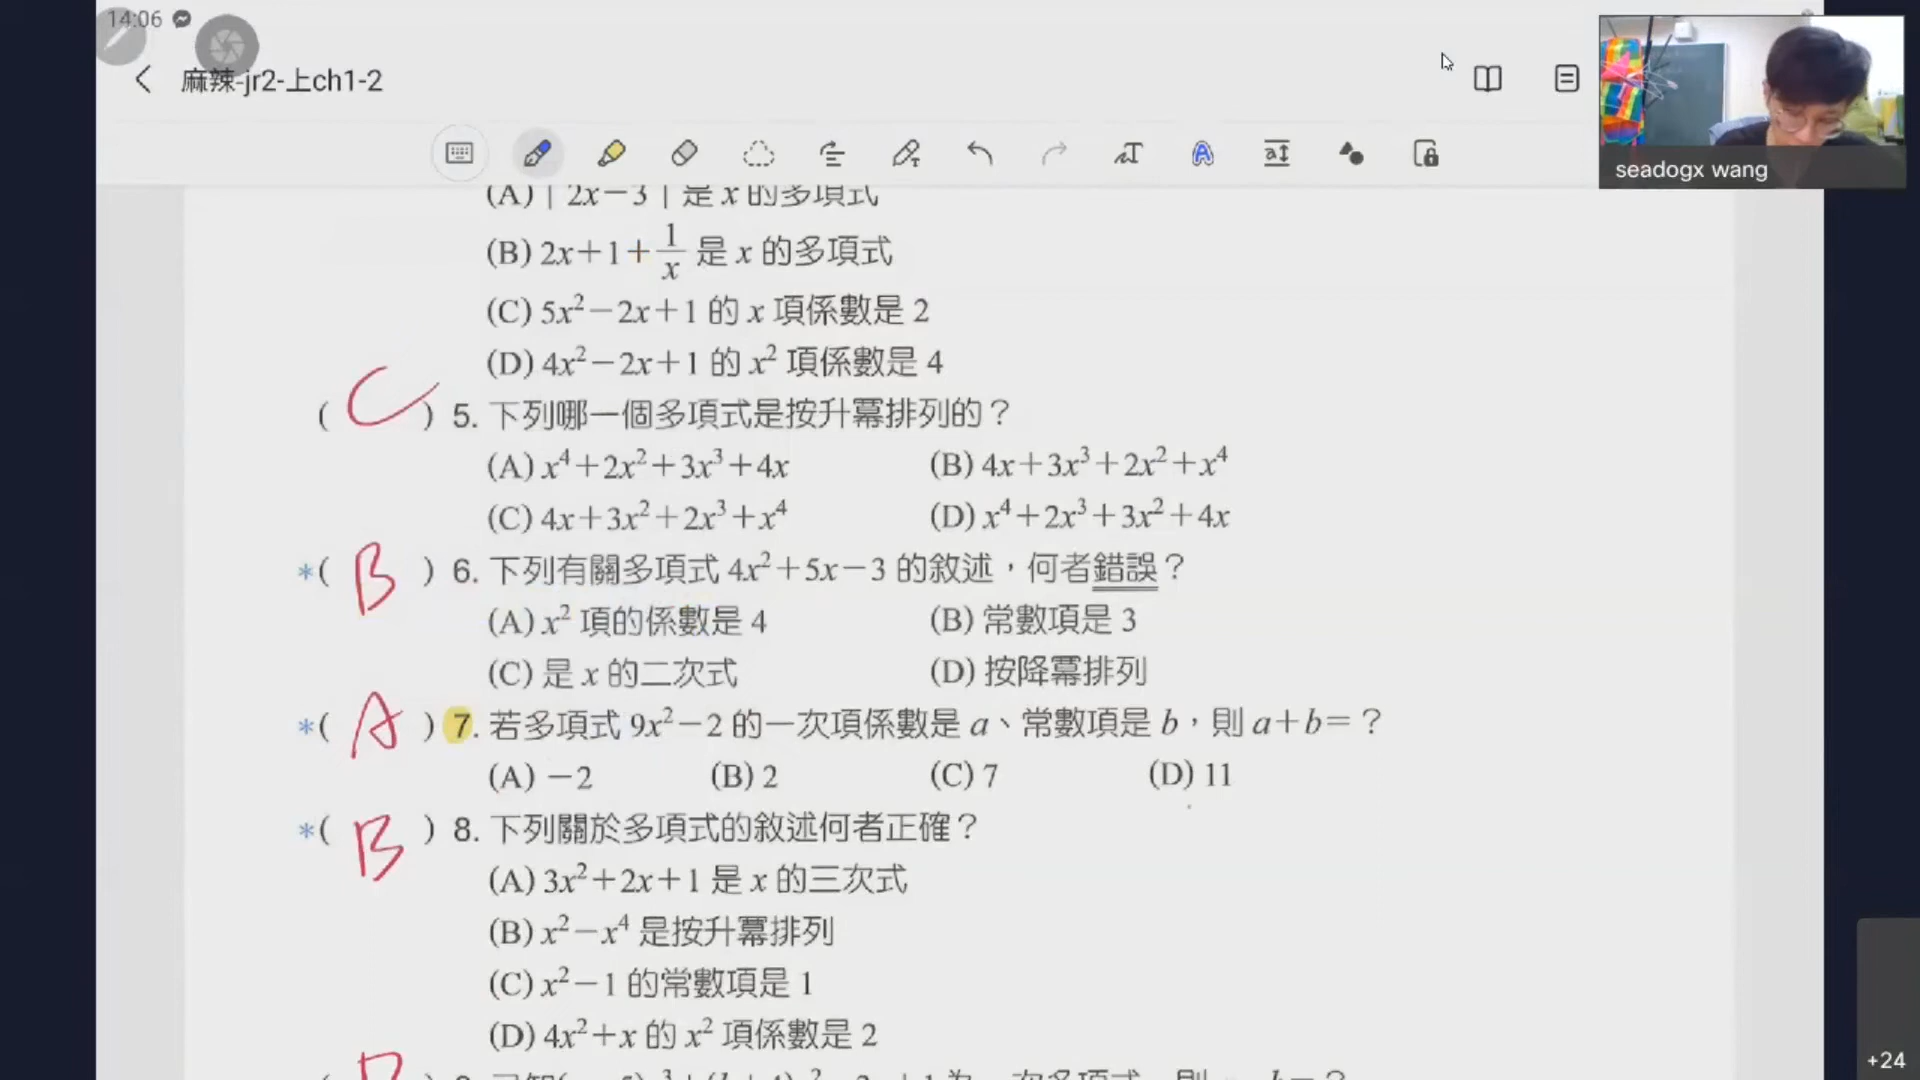 14:06
麻辣-jr2-上ch1-2
seadogx wang
(A) | 2x－3 | 是 x 的多項式
(B) 2x＋1＋1/x 是 x 的多項式
(C) 5x²－2x＋1 的 x 項係數是 2
(D) 4x²－2x＋1 的 x² 項係數是 4
( C ) 5. 下列哪一個多項式是按升冪排列的？
(A) x⁴＋2x²＋3x³＋4x (B) 4x＋3x³＋2x²＋x⁴
(C) 4x＋3x²＋2x³＋x⁴ (D) x⁴＋2x³＋3x²＋4x
*( B ) 6. 下列有關多項式 4x²＋5x－3 的敘述，何者錯誤？
(A) x² 項的係數是 4 (B) 常數項是 3
(C) 是 x 的二次式 (D) 按降冪排列
*( A ) 7. 若多項式 9x²－2 的一次項係數是 a、常數項是 b，則 a＋b＝？
(A) －2 (B) 2 (C) 7 (D) 11
*( B ) 8. 下列關於多項式的敘述何者正確？
(A) 3x²＋2x＋1 是 x 的三次式
(B) x²－x⁴ 是按升冪排列
(C) x²－1 的常數項是 1
(D) 4x²＋x 的 x² 項係數是 2
+24